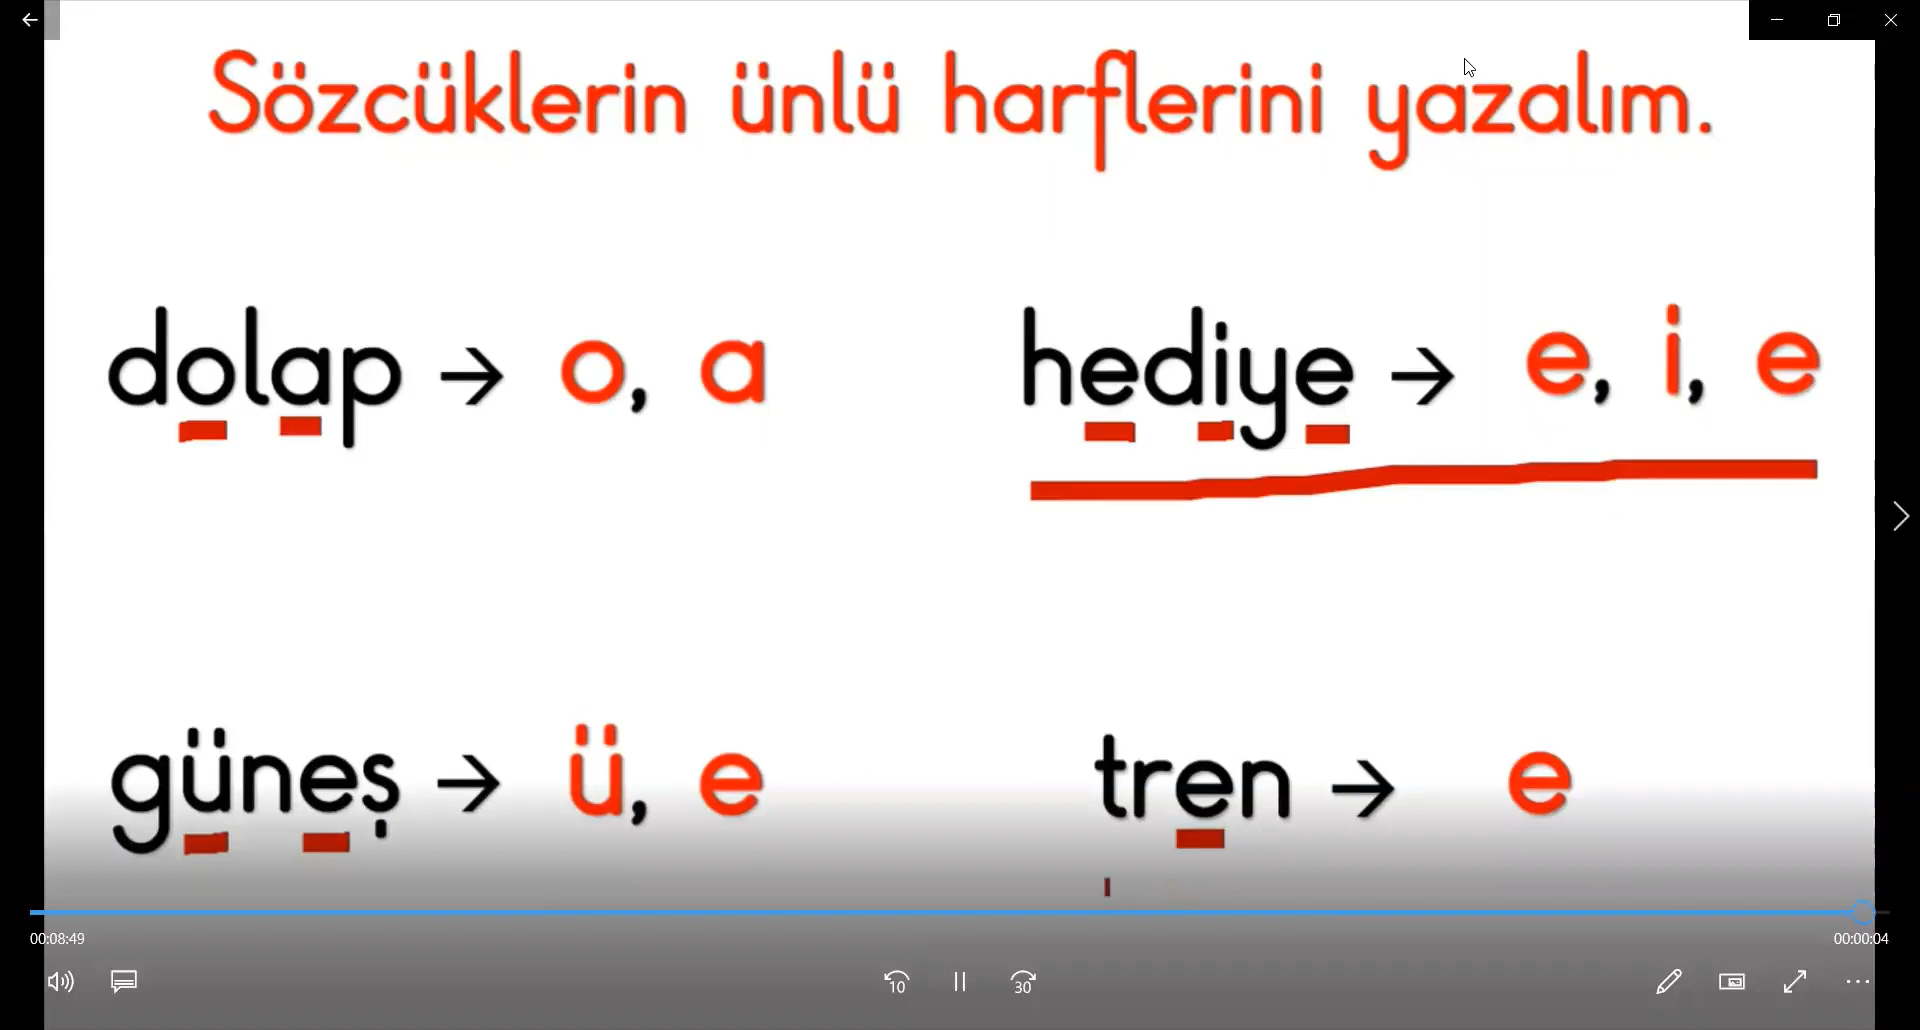 Sözcüklerin ünlü harflerini yazalım.
dolap → o, a
hediye → e, i, e
güneş → ü, e
tren → e
00:08:49
00:00:04
10
30